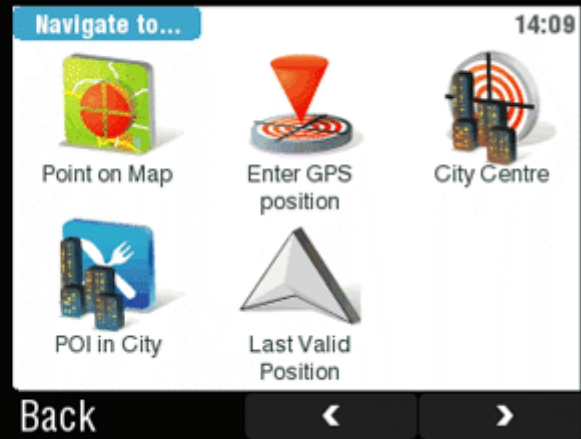 Navigate to...
14:09
Point on Map
Enter GPS
position
City Centre
POI in City
Last Valid
Position
Back